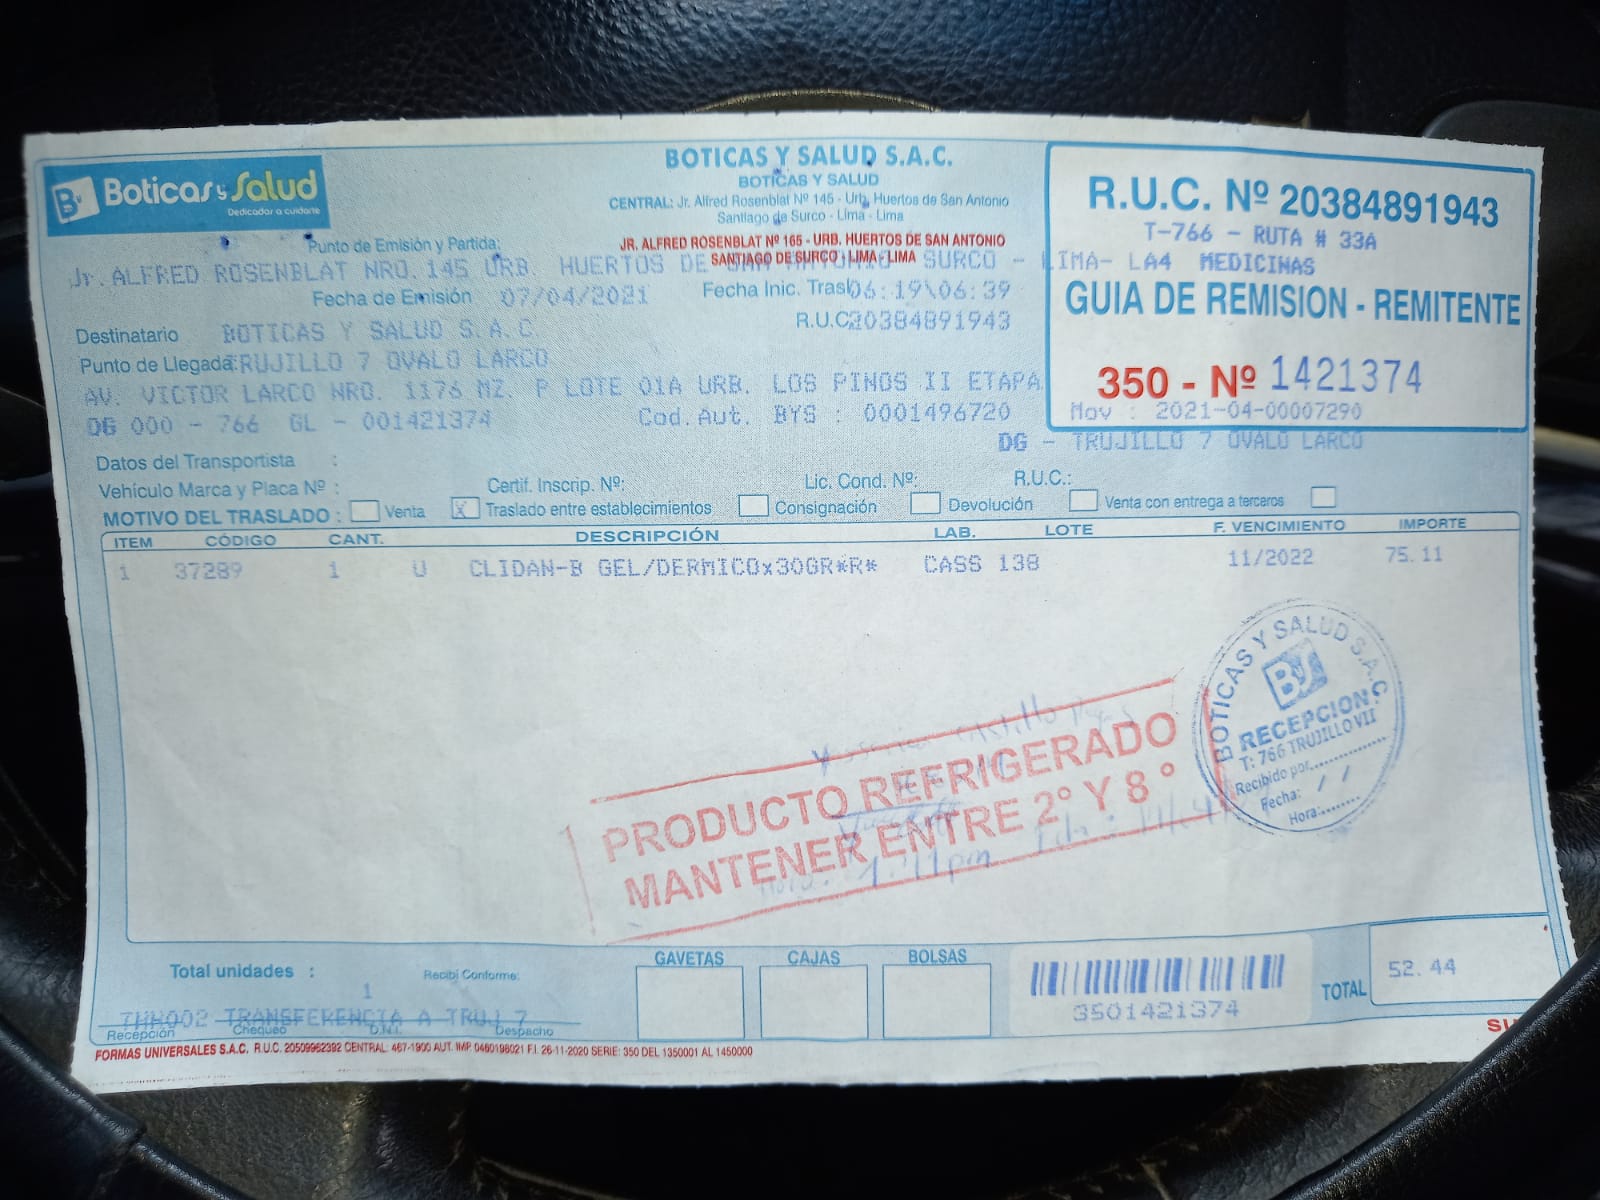 Boticas y Salud
Dedicados a cuidarte
BOTICAS Y SALUD S.A.C.
BOTICAS Y SALUD
CENTRAL: Jr. Alfred Rosenblat Nº 145 - Urb. Huertos de San Antonio
Santiago de Surco - Lima - Lima
JR. ALFRED ROSENBLAT Nº 165 - URB. HUERTOS DE SAN ANTONIO
SANTIAGO DE SURCO - LIMA - LIMA
R.U.C. Nº 20384891943
T-766 - RUTA # 33A
Punto de Emisión y Partida:
Jr. ALFRED ROSENBLAT NRO. 145 URB. HUERTOS DE SURCO - LIMA- LA4 MEDICINAS
GUIA DE REMISION - REMITENTE
Fecha de Emisión 07/04/2021 Fecha Inic. Trasl 06:19\06:39
Destinatario BOTICAS Y SALUD S.A.C R.U.C 20384891943
Punto de Llegada: RUJILLO 7 OVALO LARCO
350 - Nº 1421374
AV. VICTOR LARCO NRO. 1176 MZ. P LOTE 01A URB. LOS PINOS II ETAPA
Mov : 2021-04-00007290
DG 000 - 766 GL - 001421374 Cod.Aut. BYS : 0001496720
DG - TRUJILLO 7 OVALO LARCO
Datos del Transportista :
Vehículo Marca y Placa Nº : Certif. Inscrip. Nº: Lic. Cond. Nº: R.U.C.:
MOTIVO DEL TRASLADO : Venta X Traslado entre establecimientos Consignación Devolución Venta con entrega a terceros
ITEM CÓDIGO CANT. DESCRIPCIÓN LAB. LOTE F. VENCIMIENTO IMPORTE
1 37289 1 U CLIDAN-B GEL/DERMICOx30GR*R* CASS 138 11/2022 75.11
BOTICAS Y SALUD S.A.C
BS
RECEPCION
T: 766 TRUJILLO VII
Recibido por
Fecha: / /
Hora:
PRODUCTO REFRIGERADO
MANTENER ENTRE 2° Y 8°
1:41pm
Total unidades : 1
Recibí Conforme:
GAVETAS CAJAS BOLSAS
3501421374
TOTAL 52.44
TRANSFERENCIA A TRUJ 7
Recepción Chequeo D.N.I. Despacho
FORMAS UNIVERSALES S.A.C. R.U.C. 20509962392 CENTRAL: 467-1900 AUT. IMP. 0460198021 F.I. 26-11-2020 SERIE: 350 DEL 1350001 AL 1450000